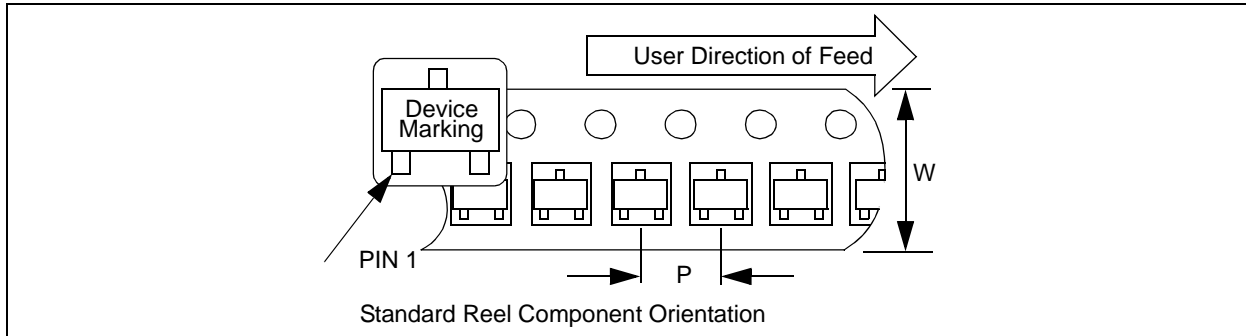 User Direction of Feed
Device
Marking
W
PIN 1
P
Standard Reel Component Orientation